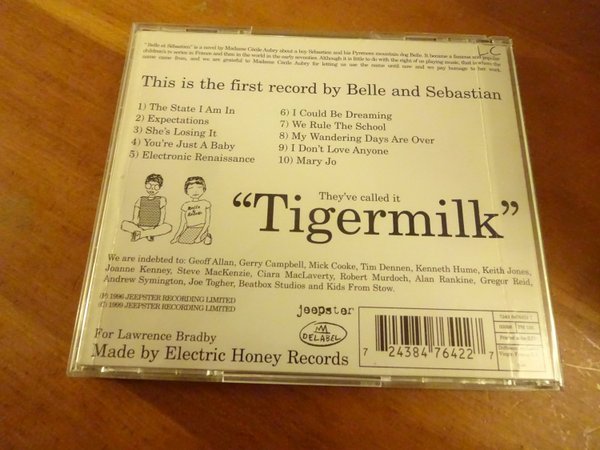 "Belle et Sébastien" is a novel by Madame Cécile Aubry about a boy Sébastien and his Pyrenees mountain dog Belle. It became a famous and popular
children's tv series in France and then in the world in the early seventies. Although it is little to do with the right of us playing music, that is where the
name came from, and we are grateful to Madame Cécile Aubry for letting us use the name until now and we pay homage to her work.
LC
This is the first record by Belle and Sebastian
1) The State I Am In
2) Expectations
3) She's Losing It
4) You're Just A Baby
5) Electronic Renaissance
6) I Could Be Dreaming
7) We Rule The School
8) My Wandering Days Are Over
9) I Don't Love Anyone
10) Mary Jo
They've called it
"Tigermilk"
We are indebted to: Geoff Allan, Gerry Campbell, Mick Cooke, Tim Dennen, Kenneth Hume, Keith Jones,
Joanne Kenney, Steve MacKenzie, Ciara MacLaverty, Robert Murdoch, Alan Rankine, Gregor Reid,
Andrew Symington, Joe Togher, Beatbox Studios and Kids From Stow.
(P) 1996 JEEPSTER RECORDING LIMITED
(C) 1999 JEEPSTER RECORDING LIMITED
jeepster
DELABEL
For Lawrence Bradby
Made by Electric Honey Records
7 24384 76422 7